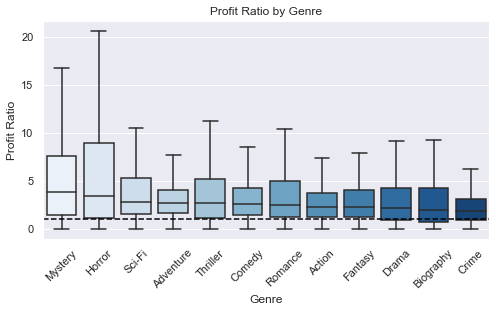 Profit Ratio by Genre
Profit Ratio
20
15
10
5
0
Mystery
Horror
Sci-Fi
Adventure
Thriller
Comedy
Romance
Action
Fantasy
Drama
Biography
Crime
Genre